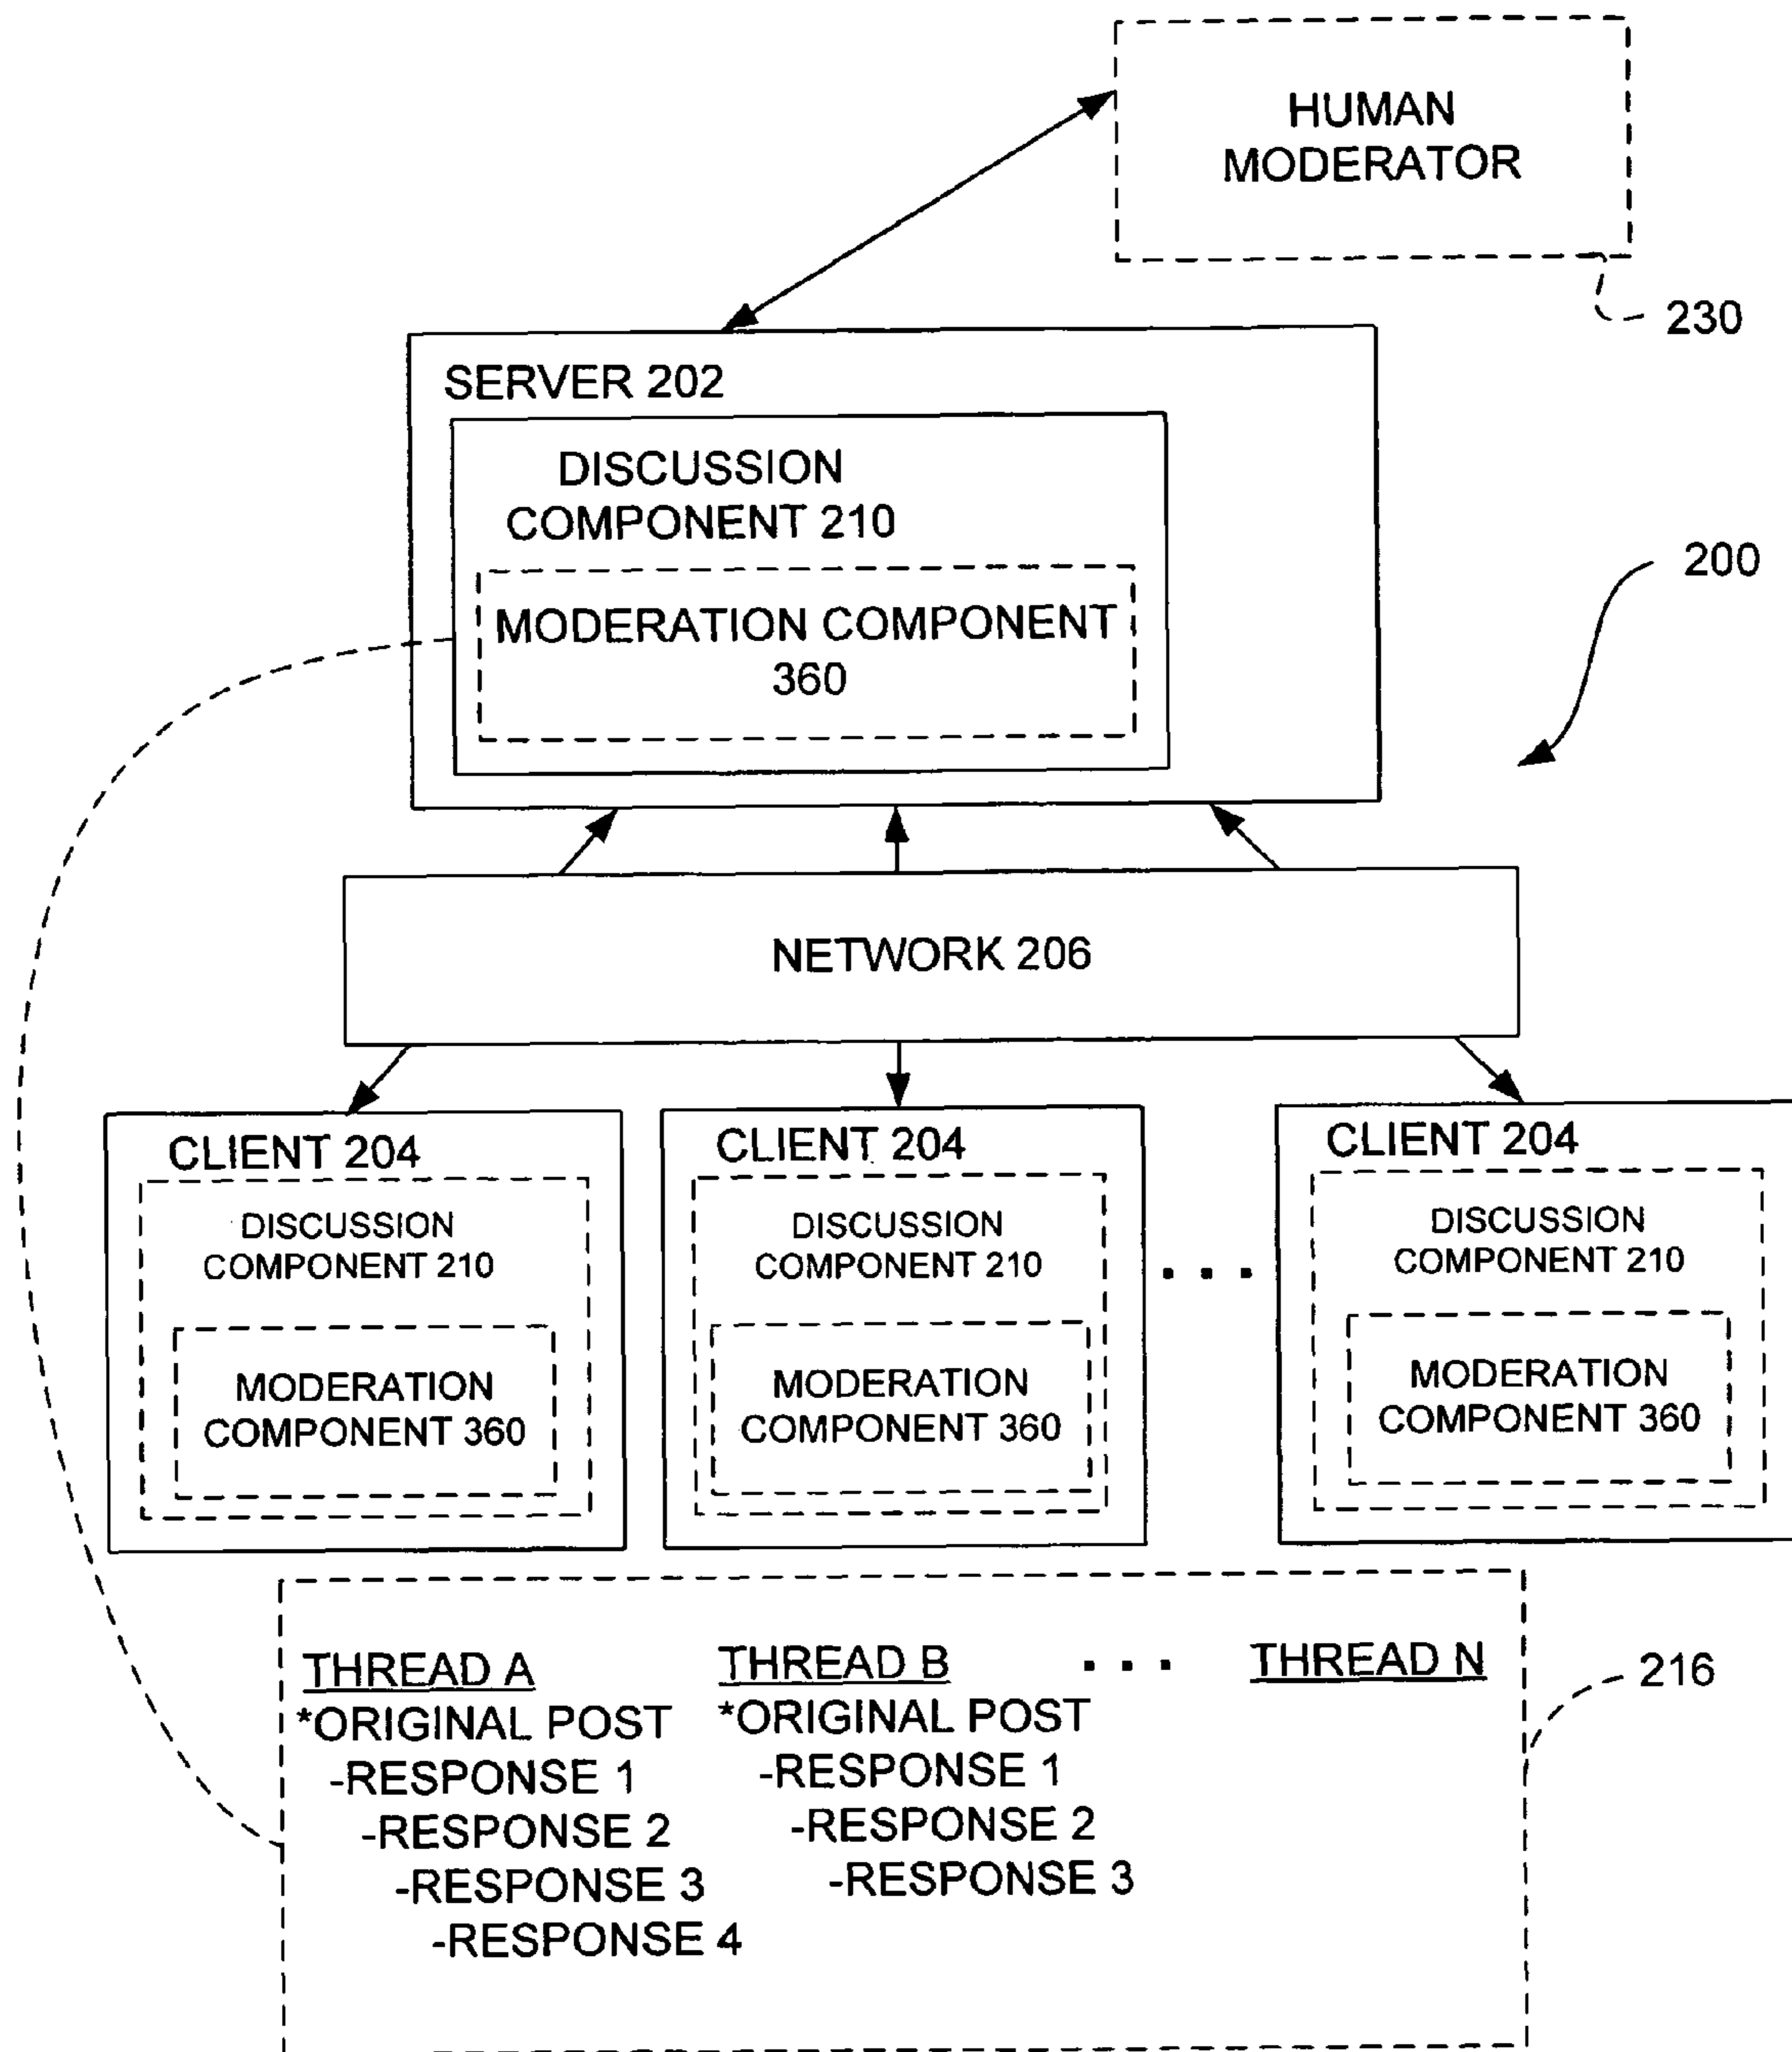 HUMAN
MODERATOR
230
SERVER 202
DISCUSSION
COMPONENT 210
MODERATION COMPONENT
360
200
NETWORK 206
CLIENT 204
DISCUSSION
COMPONENT 210
MODERATION
COMPONENT 360
CLIENT 204
DISCUSSION
COMPONENT 210
MODERATION
COMPONENT 360
. . .
CLIENT 204
DISCUSSION
COMPONENT 210
MODERATION
COMPONENT 360
THREAD A
*ORIGINAL POST
-RESPONSE 1
-RESPONSE 2
-RESPONSE 3
-RESPONSE 4
THREAD B
*ORIGINAL POST
-RESPONSE 1
-RESPONSE 2
-RESPONSE 3
. . .
THREAD N
216